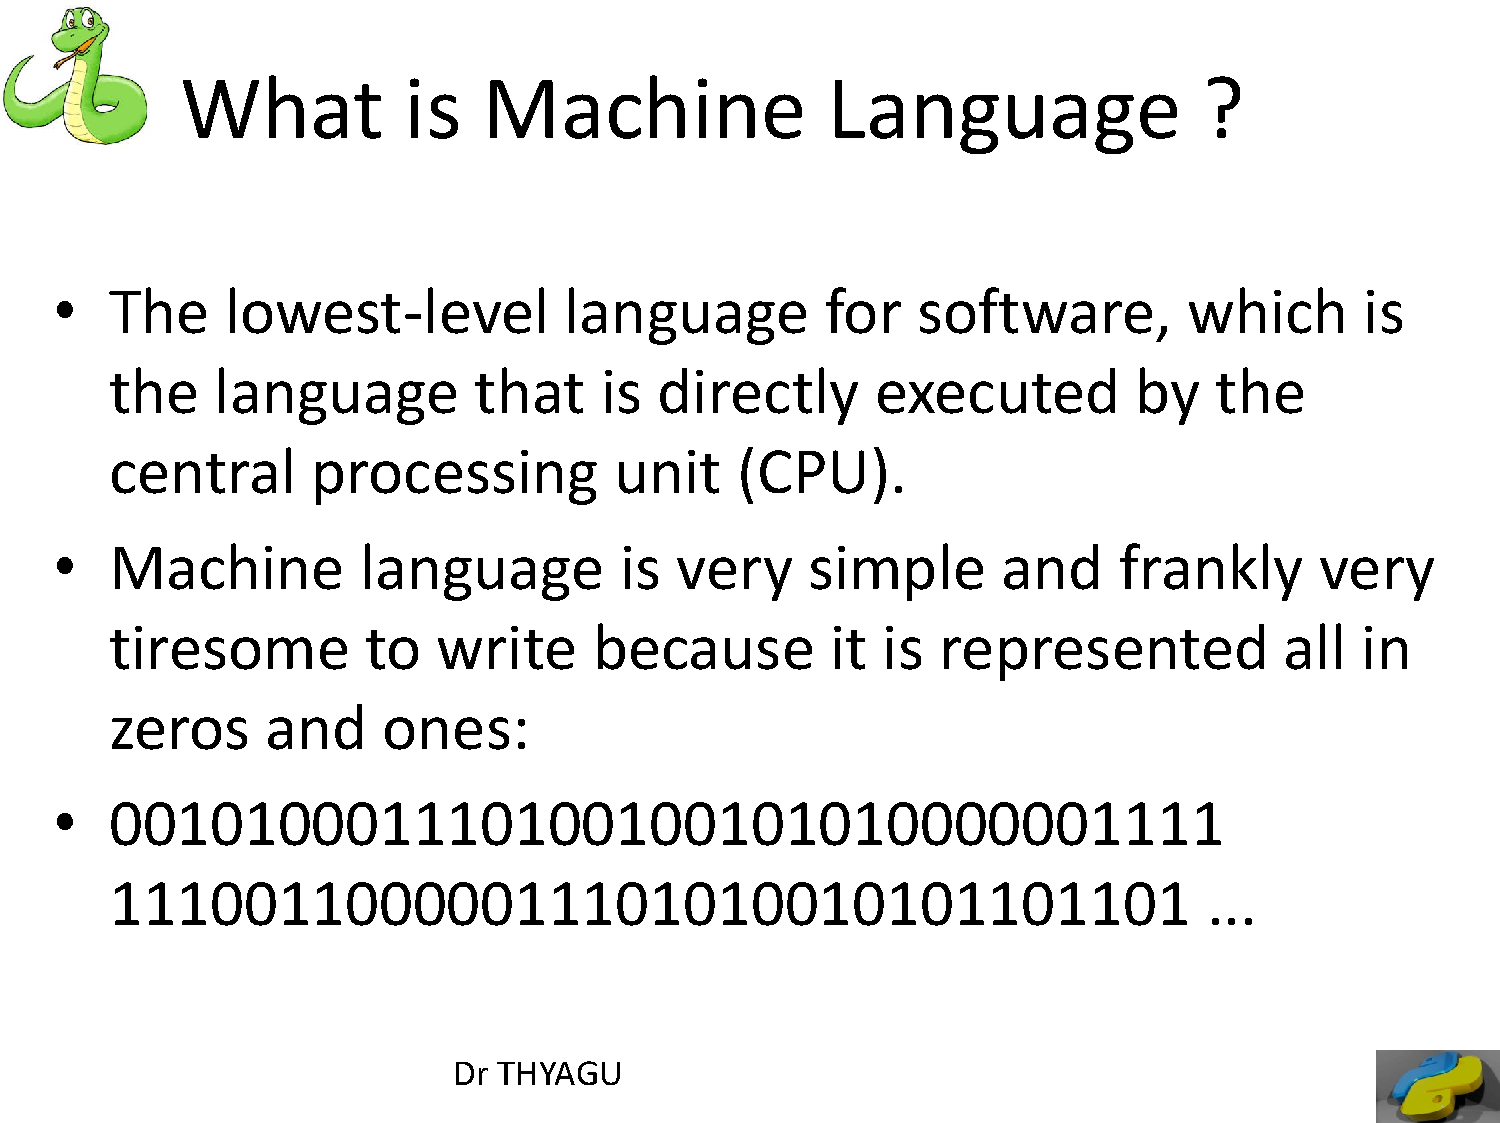 What is Machine Language ?
• The lowest-level language for software, which is
the language that is directly executed by the
central processing unit (CPU).
• Machine language is very simple and frankly very
tiresome to write because it is represented all in
zeros and ones:
• 001010001110100100101010000001111
11100110000011101010010101101101 ...
Dr THYAGU